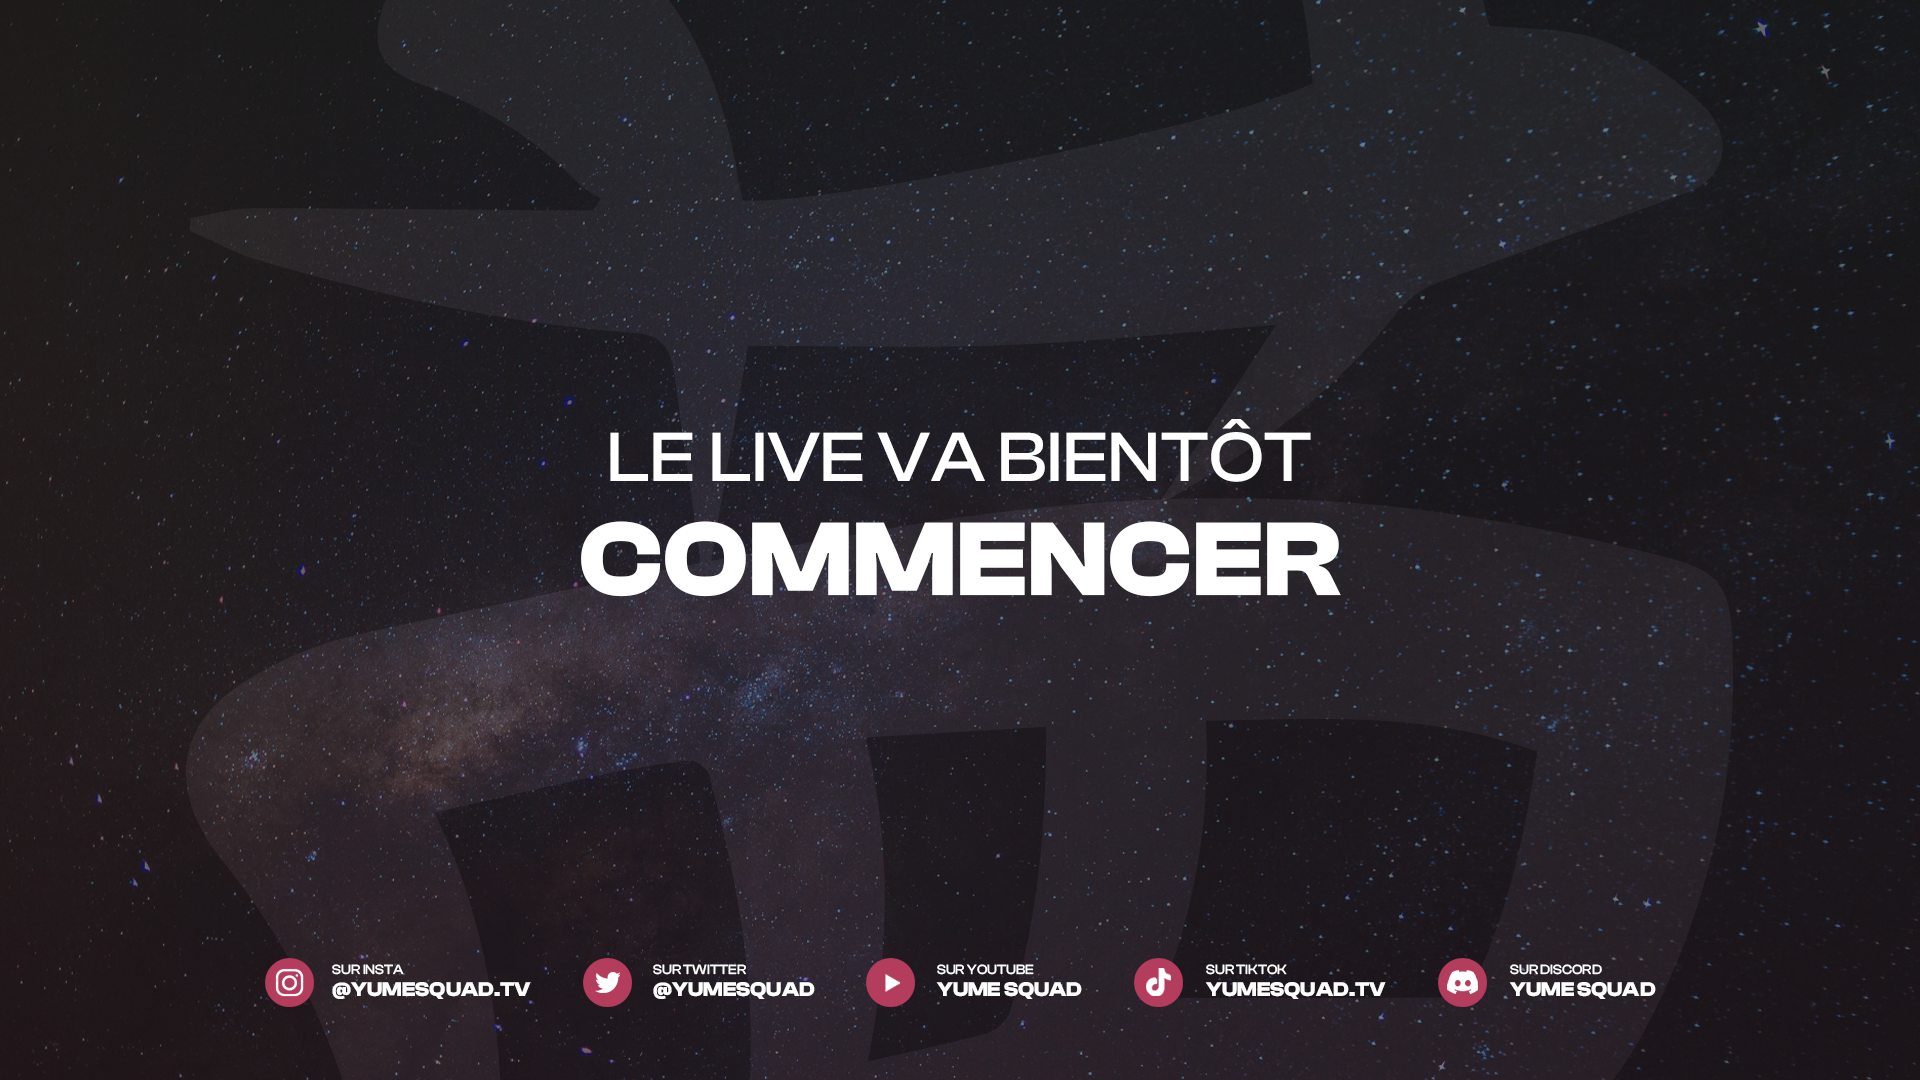 LE LIVE VA BIENTÔT
COMMENCER
SUR INSTA
@YUMESQUAD.TV
SUR TWITTER
@YUMESQUAD
SUR YOUTUBE
YUME SQUAD
SUR TIKTOK
YUMESQUAD.TV
SUR DISCORD
YUME SQUAD